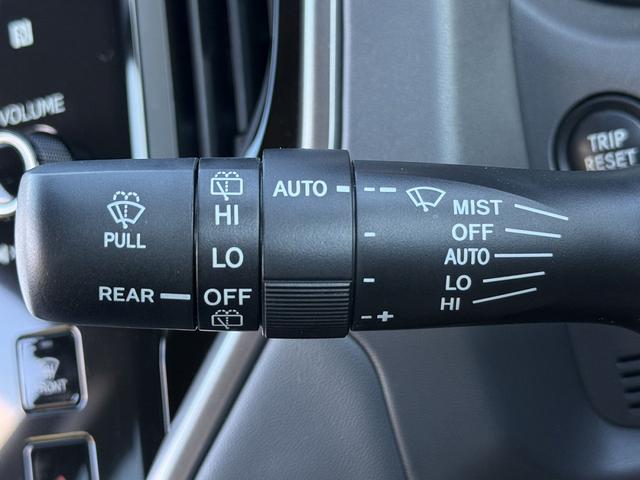 VOLUME
TRIP
RESET
PULL
REAR
HI
LO
OFF
AUTO
- +
MIST
OFF
AUTO
LO
HI
FRONT